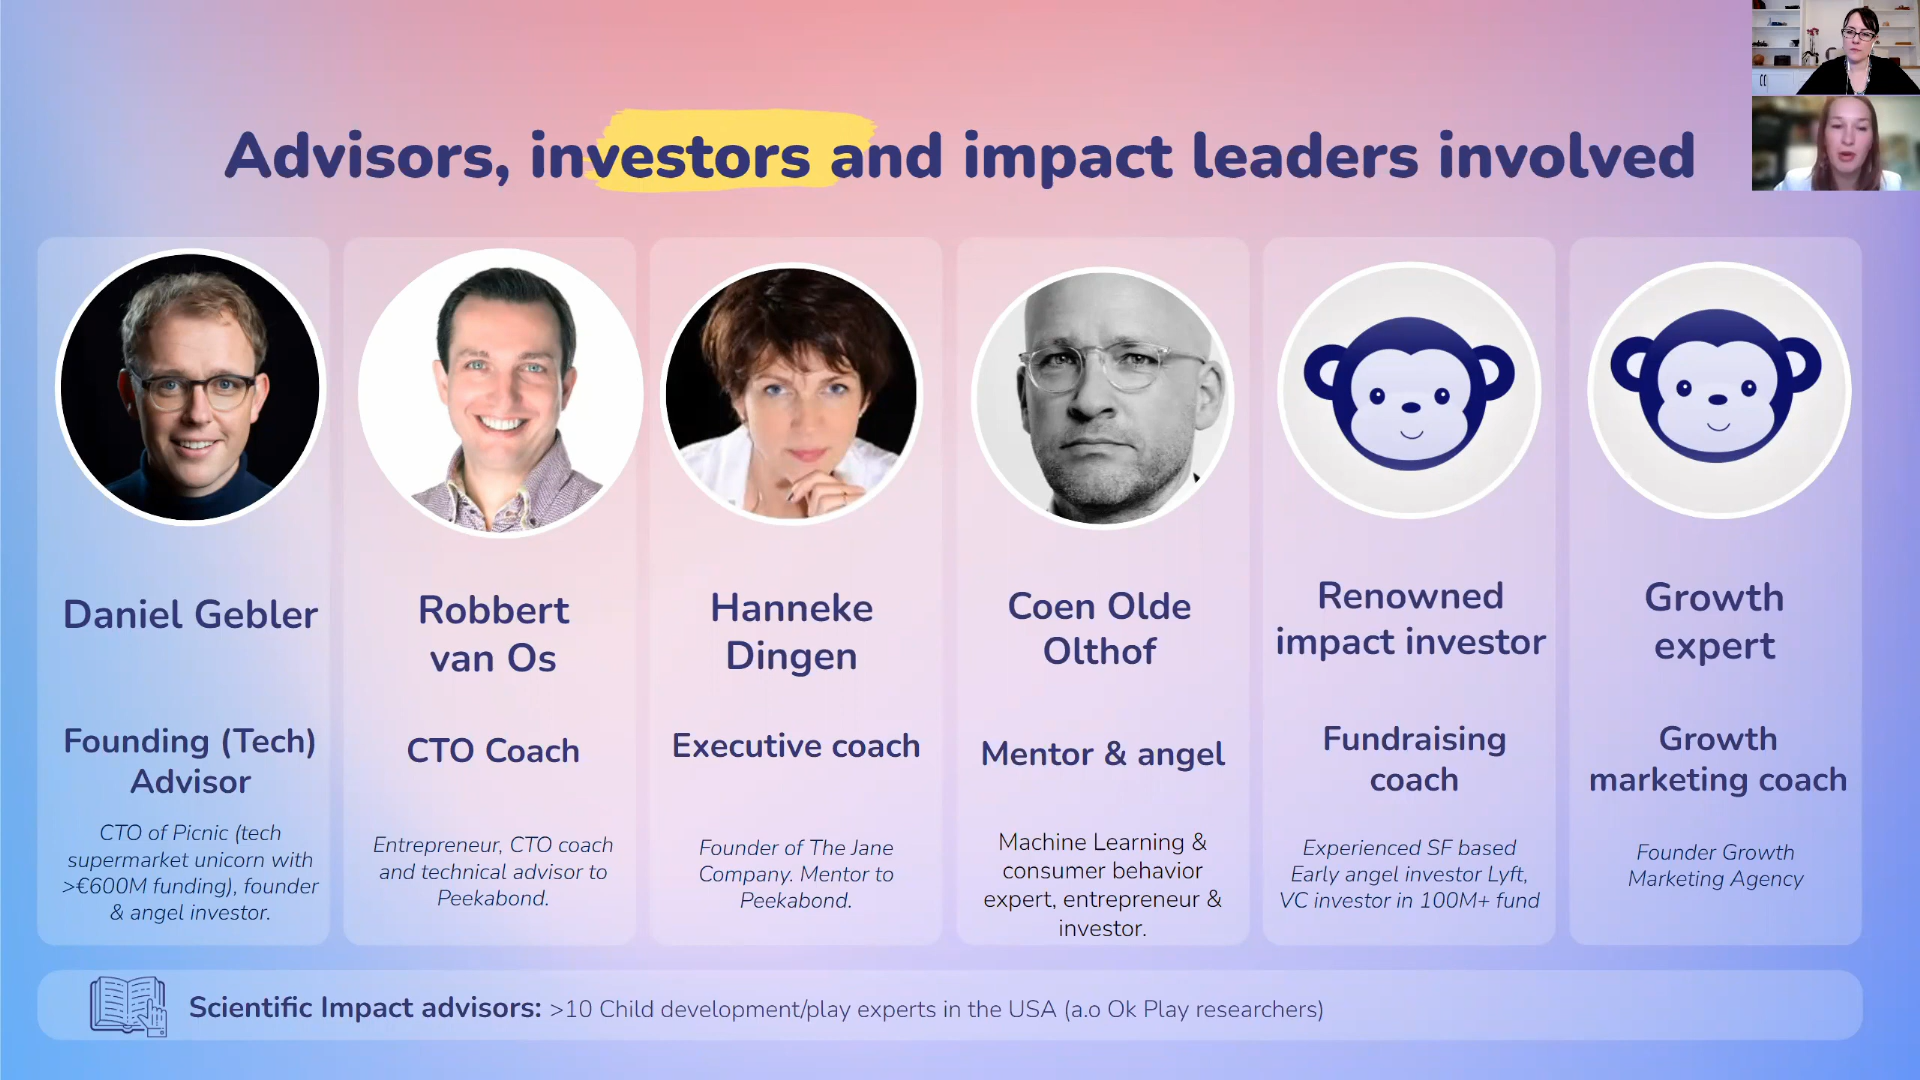 Advisors, investors and impact leaders involved
Daniel Gebler
Founding (Tech)
Advisor
CTO of Picnic (tech
supermarket unicorn with
>€600M funding), founder
& angel investor.
Robbert
van Os
CTO Coach
Entrepreneur, CTO coach
and technical advisor to
Peekabond.
Hanneke
Dingen
Executive coach
Founder of The Jane
Company. Mentor to
Peekabond.
Coen Olde
Olthof
Mentor & angel
Machine Learning &
consumer behavior
expert, entrepreneur &
investor.
Renowned
impact investor
Fundraising
coach
Experienced SF based
Early angel investor Lyft,
VC investor in 100M+ fund
Growth
expert
Growth
marketing coach
Founder Growth
Marketing Agency
Scientific Impact advisors: >10 Child development/play experts in the USA (a.o Ok Play researchers)